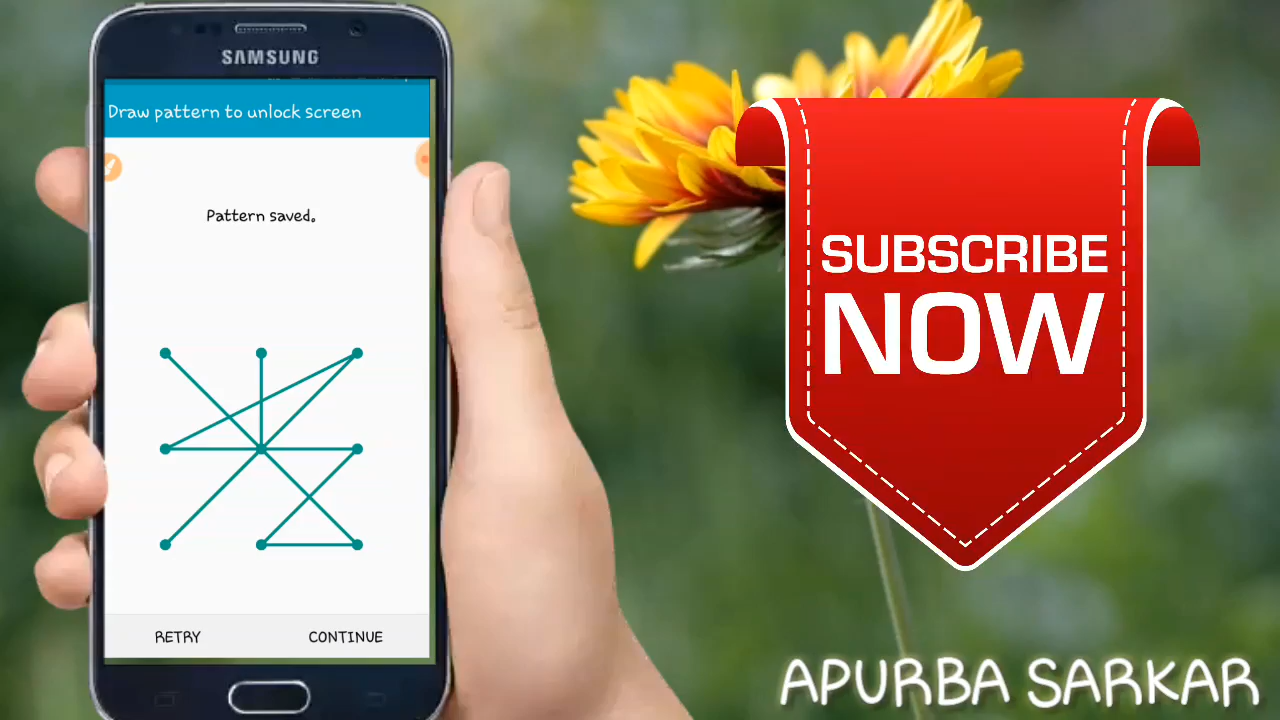 SAMSUNG
Draw pattern to unlock screen
Pattern saved.
RETRY
CONTINUE
SUBSCRIBE
NOW
APURBA SARKAR